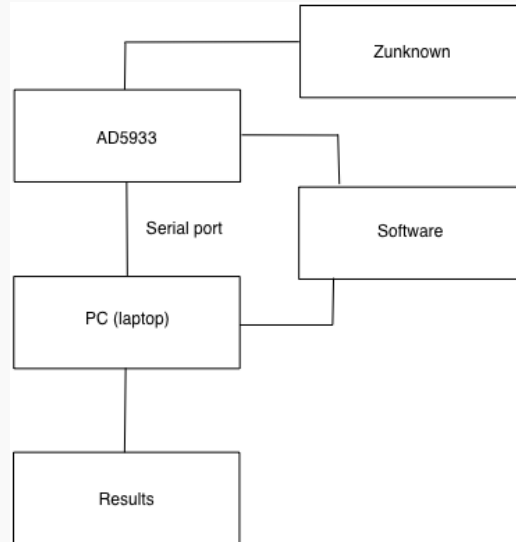 Zunknown
AD5933
Serial port
Software
PC (laptop)
Results